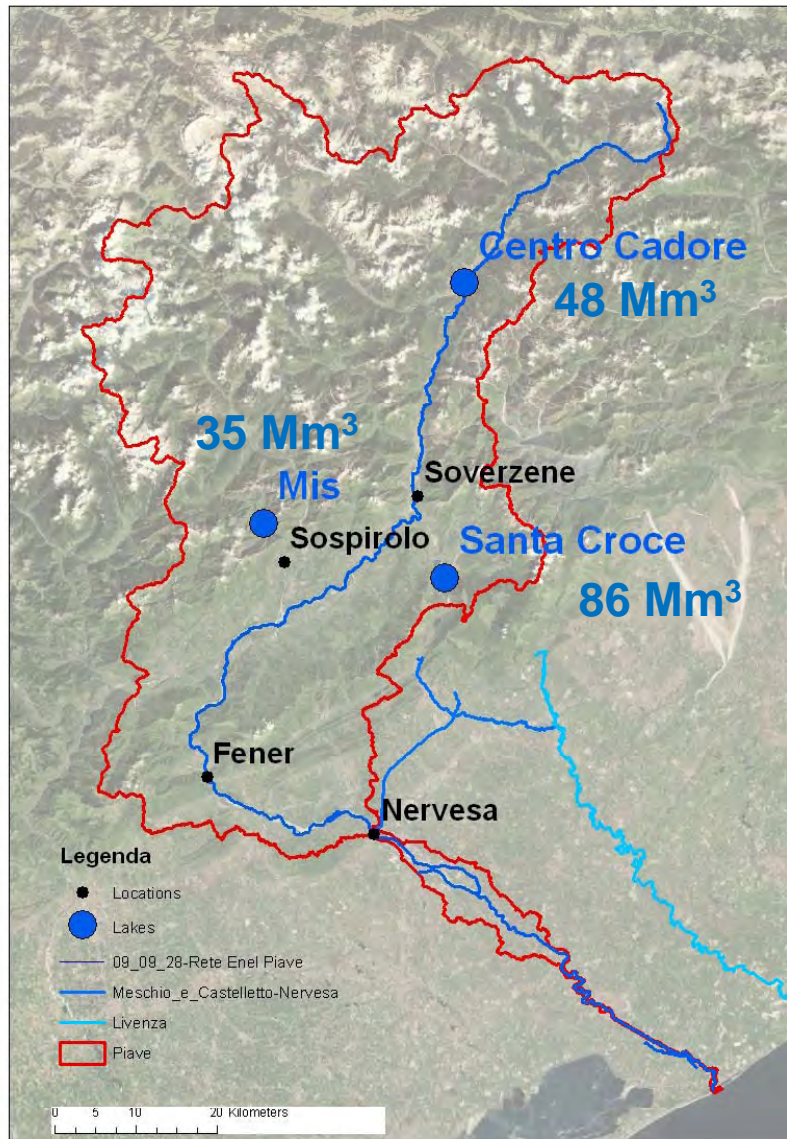 Centro Cadore
48 Mm³
35 Mm³
Mis
Soverzene
Sospirolo
Santa Croce
86 Mm³
Fener
Nervesa
Legenda
Locations
Lakes
09_09_28-Rete Enel Piave
Meschio_e_Castelletto-Nervesa
Livenza
Piave
0 5 10 20 Kilometers